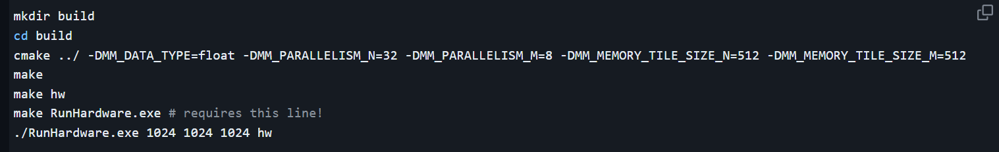 mkdir build
cd build
cmake ../ -DMM_DATA_TYPE=float -DMM_PARALLELISM_N=32 -DMM_PARALLELISM_M=8 -DMM_MEMORY_TILE_SIZE_N=512 -DMM_MEMORY_TILE_SIZE_M=512
make
make hw
make RunHardware.exe # requires this line!
./RunHardware.exe 1024 1024 1024 hw